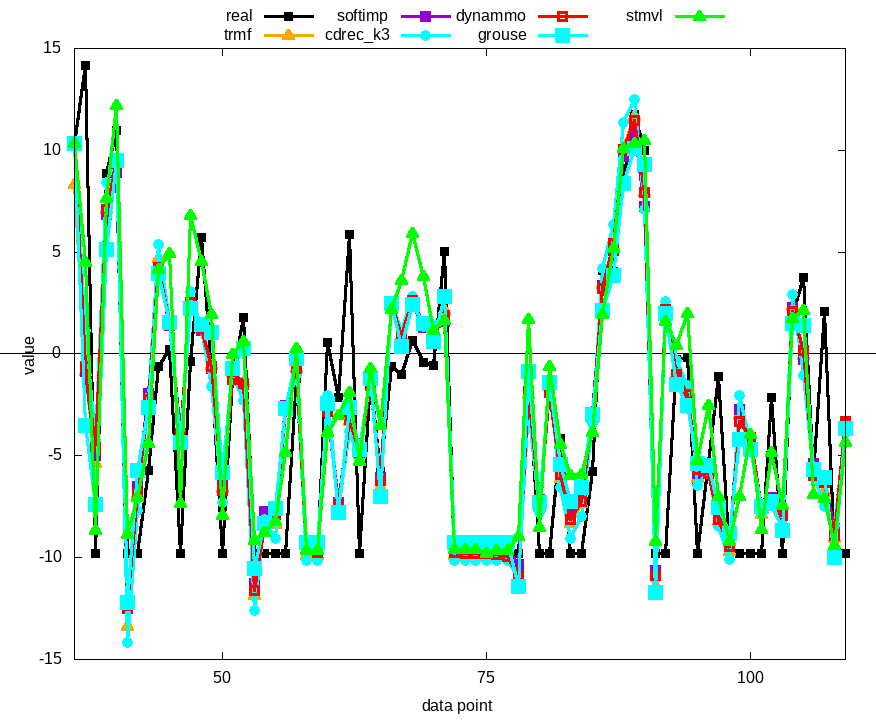 real softimp dynammo stmvl
trmf cdrec_k3 grouse
15
10
5
0
-5
-10
-15
value
50 75 100
data point